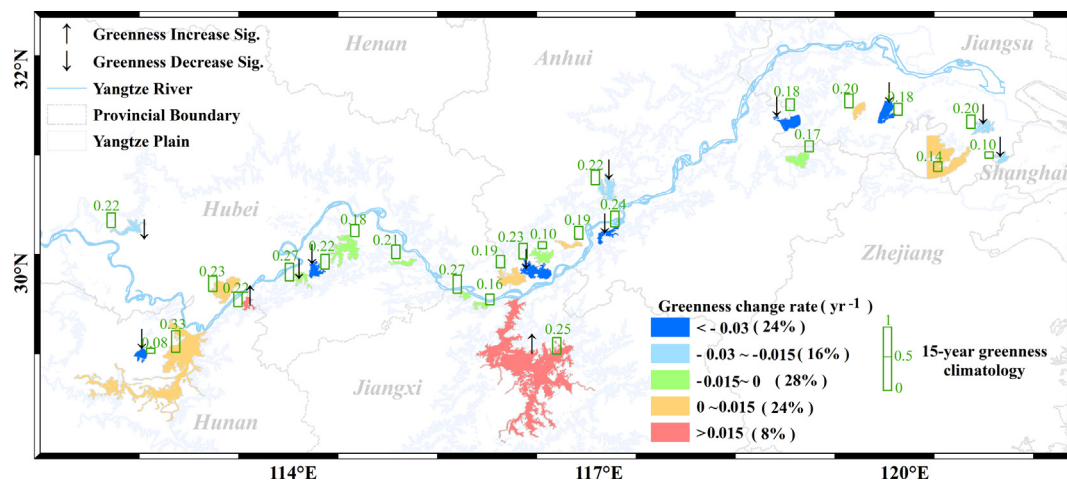 Greenness Increase Sig.
Greenness Decrease Sig.
Yangtze River
Provincial Boundary
Yangtze Plain
Henan
Anhui
Jiangsu
Hubei
Shanghai
Zhejiang
Jiangxi
Hunan
32°N
30°N
114°E
117°E
120°E
0.22
0.23
0.22
0.33
0.08
0.27
0.22
0.18
0.21
0.27
0.16
0.19
0.23
0.10
0.19
0.24
0.22
0.25
0.18
0.17
0.20
0.18
0.20
0.10
0.14
Greenness change rate ( yr -1 )
< - 0.03 ( 24% )
- 0.03 ~ -0.015 ( 16% )
-0.015~ 0 ( 28% )
0 ~0.015 ( 24% )
>0.015 ( 8% )
1
0.5
0
15-year greenness
climatology